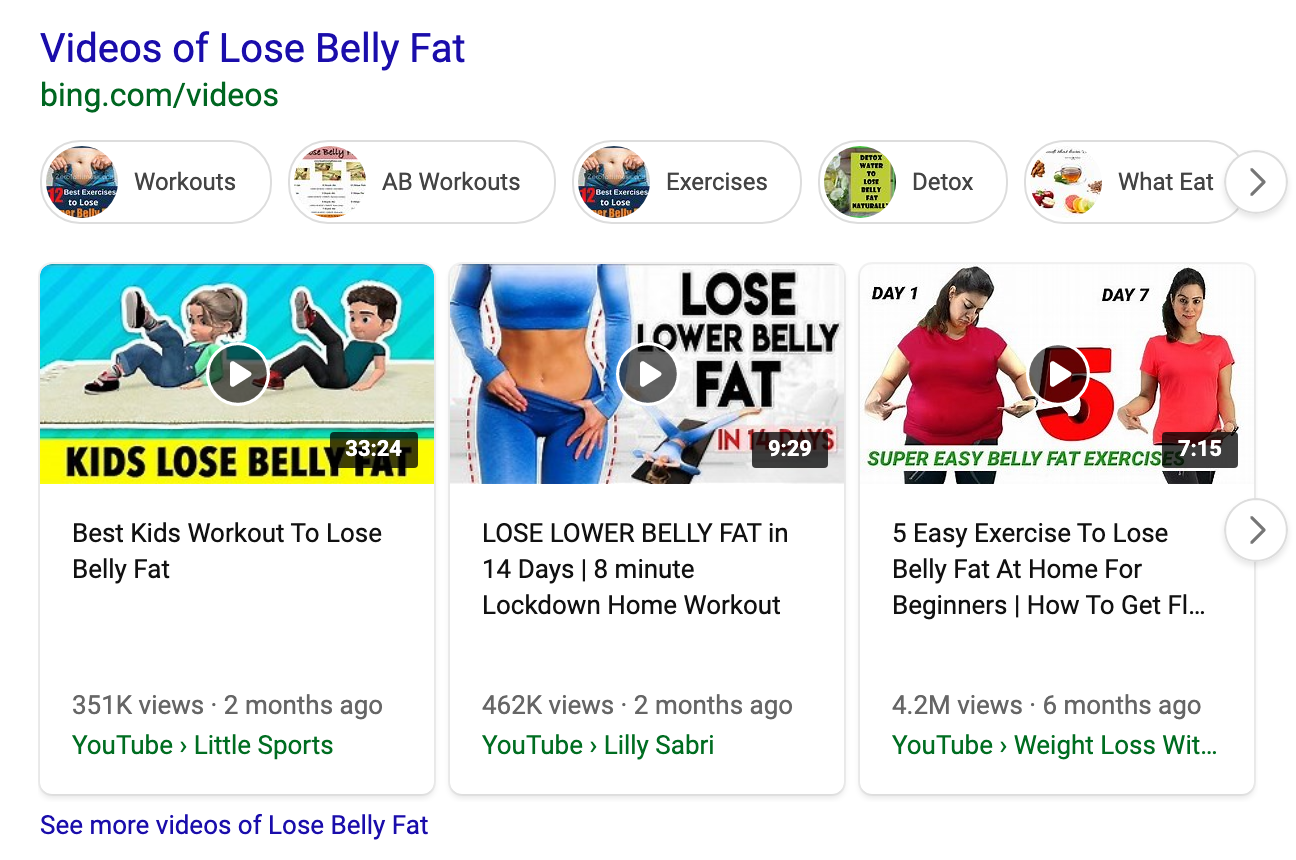 Videos of Lose Belly Fat
bing.com/videos
12 Best Exercises
to Lose
Workouts
AB Workouts
12 Best Exercises
to Lose
Exercises
DETOX
WATER
TO
LOSE
BELLY
FAT
NATURALLY
Detox
What Eat
KIDS LOSE BELLY FAT
33:24
LOSE
LOWER BELLY
FAT
IN 14 DAYS
9:29
DAY 1
DAY 7
5
SUPER EASY BELLY FAT EXERCISES
7:15
Best Kids Workout To Lose
Belly Fat
351K views · 2 months ago
YouTube › Little Sports
LOSE LOWER BELLY FAT in
14 Days | 8 minute
Lockdown Home Workout
462K views · 2 months ago
YouTube › Lilly Sabri
5 Easy Exercise To Lose
Belly Fat At Home For
Beginners | How To Get Fl...
4.2M views · 6 months ago
YouTube › Weight Loss Wit...
See more videos of Lose Belly Fat